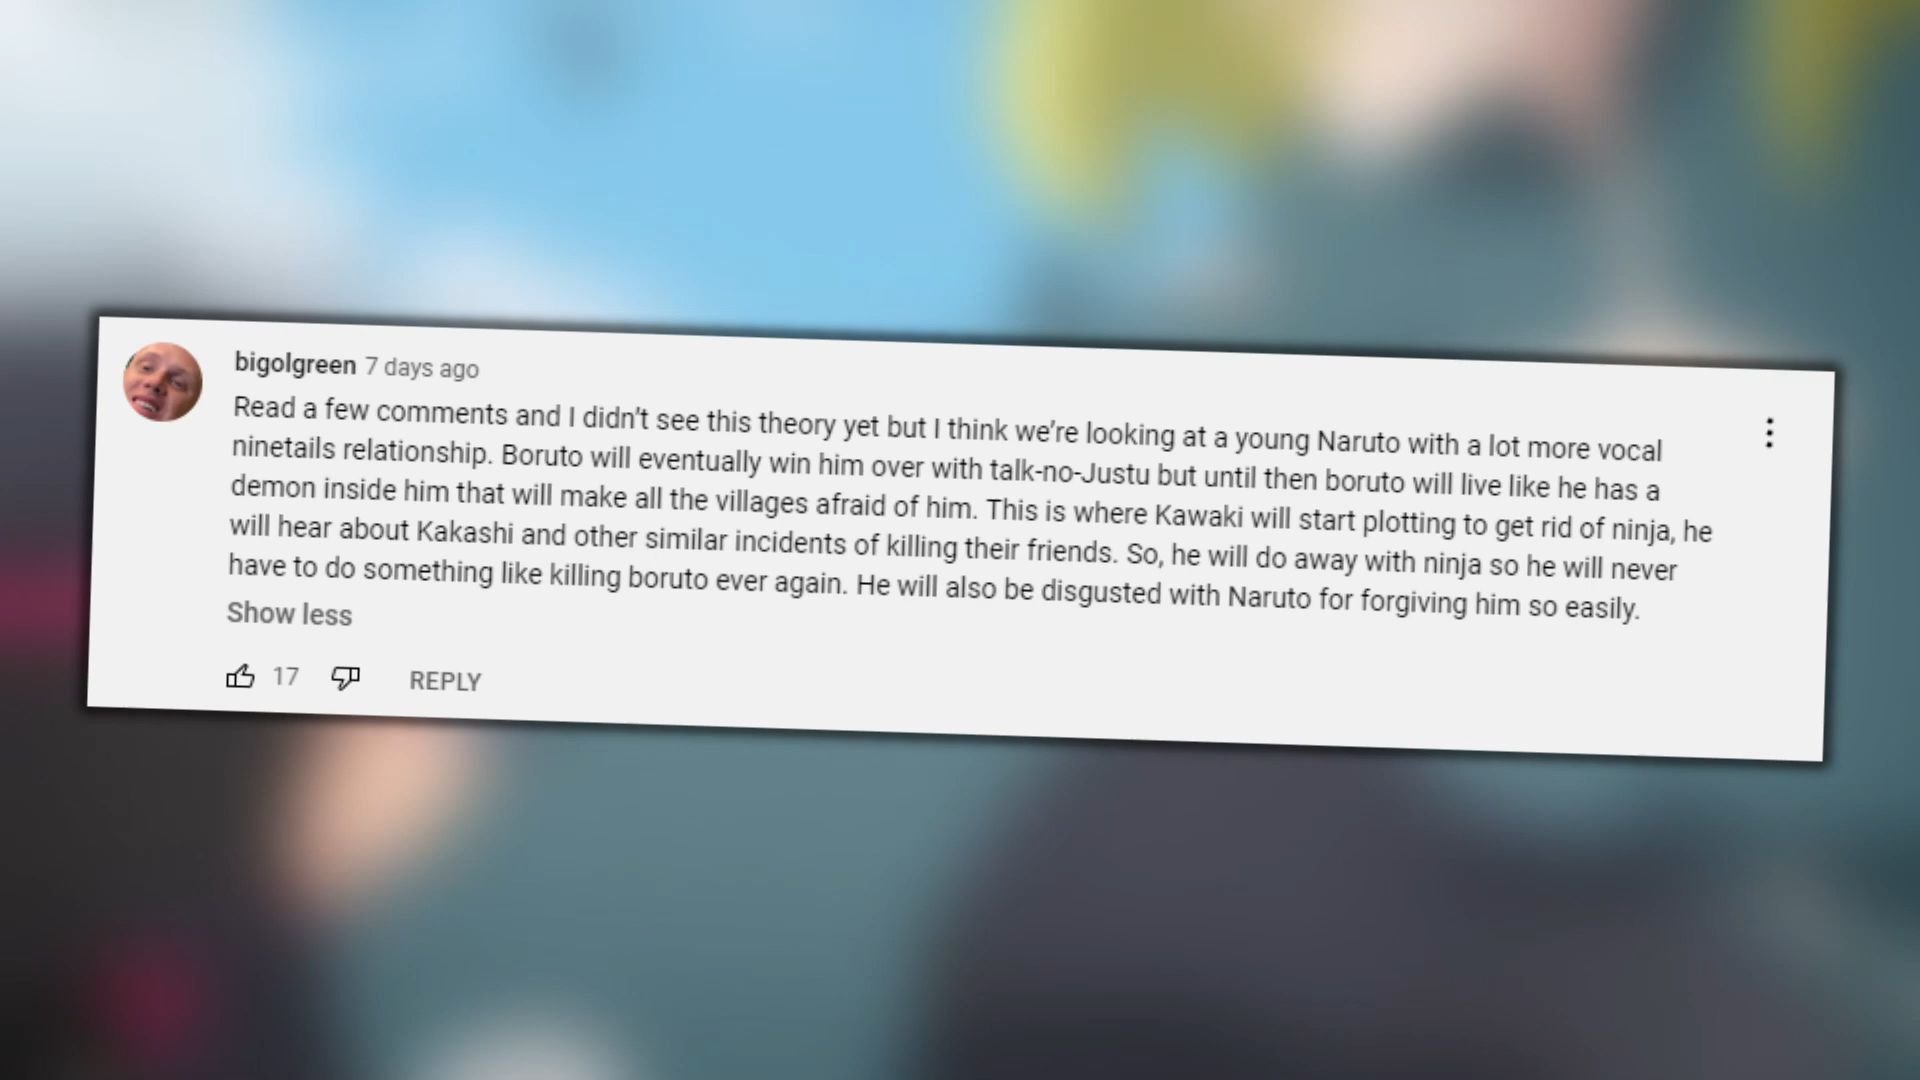 bigolgreen 7 days ago
Read a few comments and I didn't see this theory yet but I think we're looking at a young Naruto with a lot more vocal
ninetails relationship. Boruto will eventually win him over with talk-no-Justu but until then boruto will live like he has a
demon inside him that will make all the villages afraid of him. This is where Kawaki will start plotting to get rid of ninja, he
will hear about Kakashi and other similar incidents of killing their friends. So, he will do away with ninja so he will never
have to do something like killing boruto ever again. He will also be disgusted with Naruto for forgiving him so easily.
Show less
17 REPLY